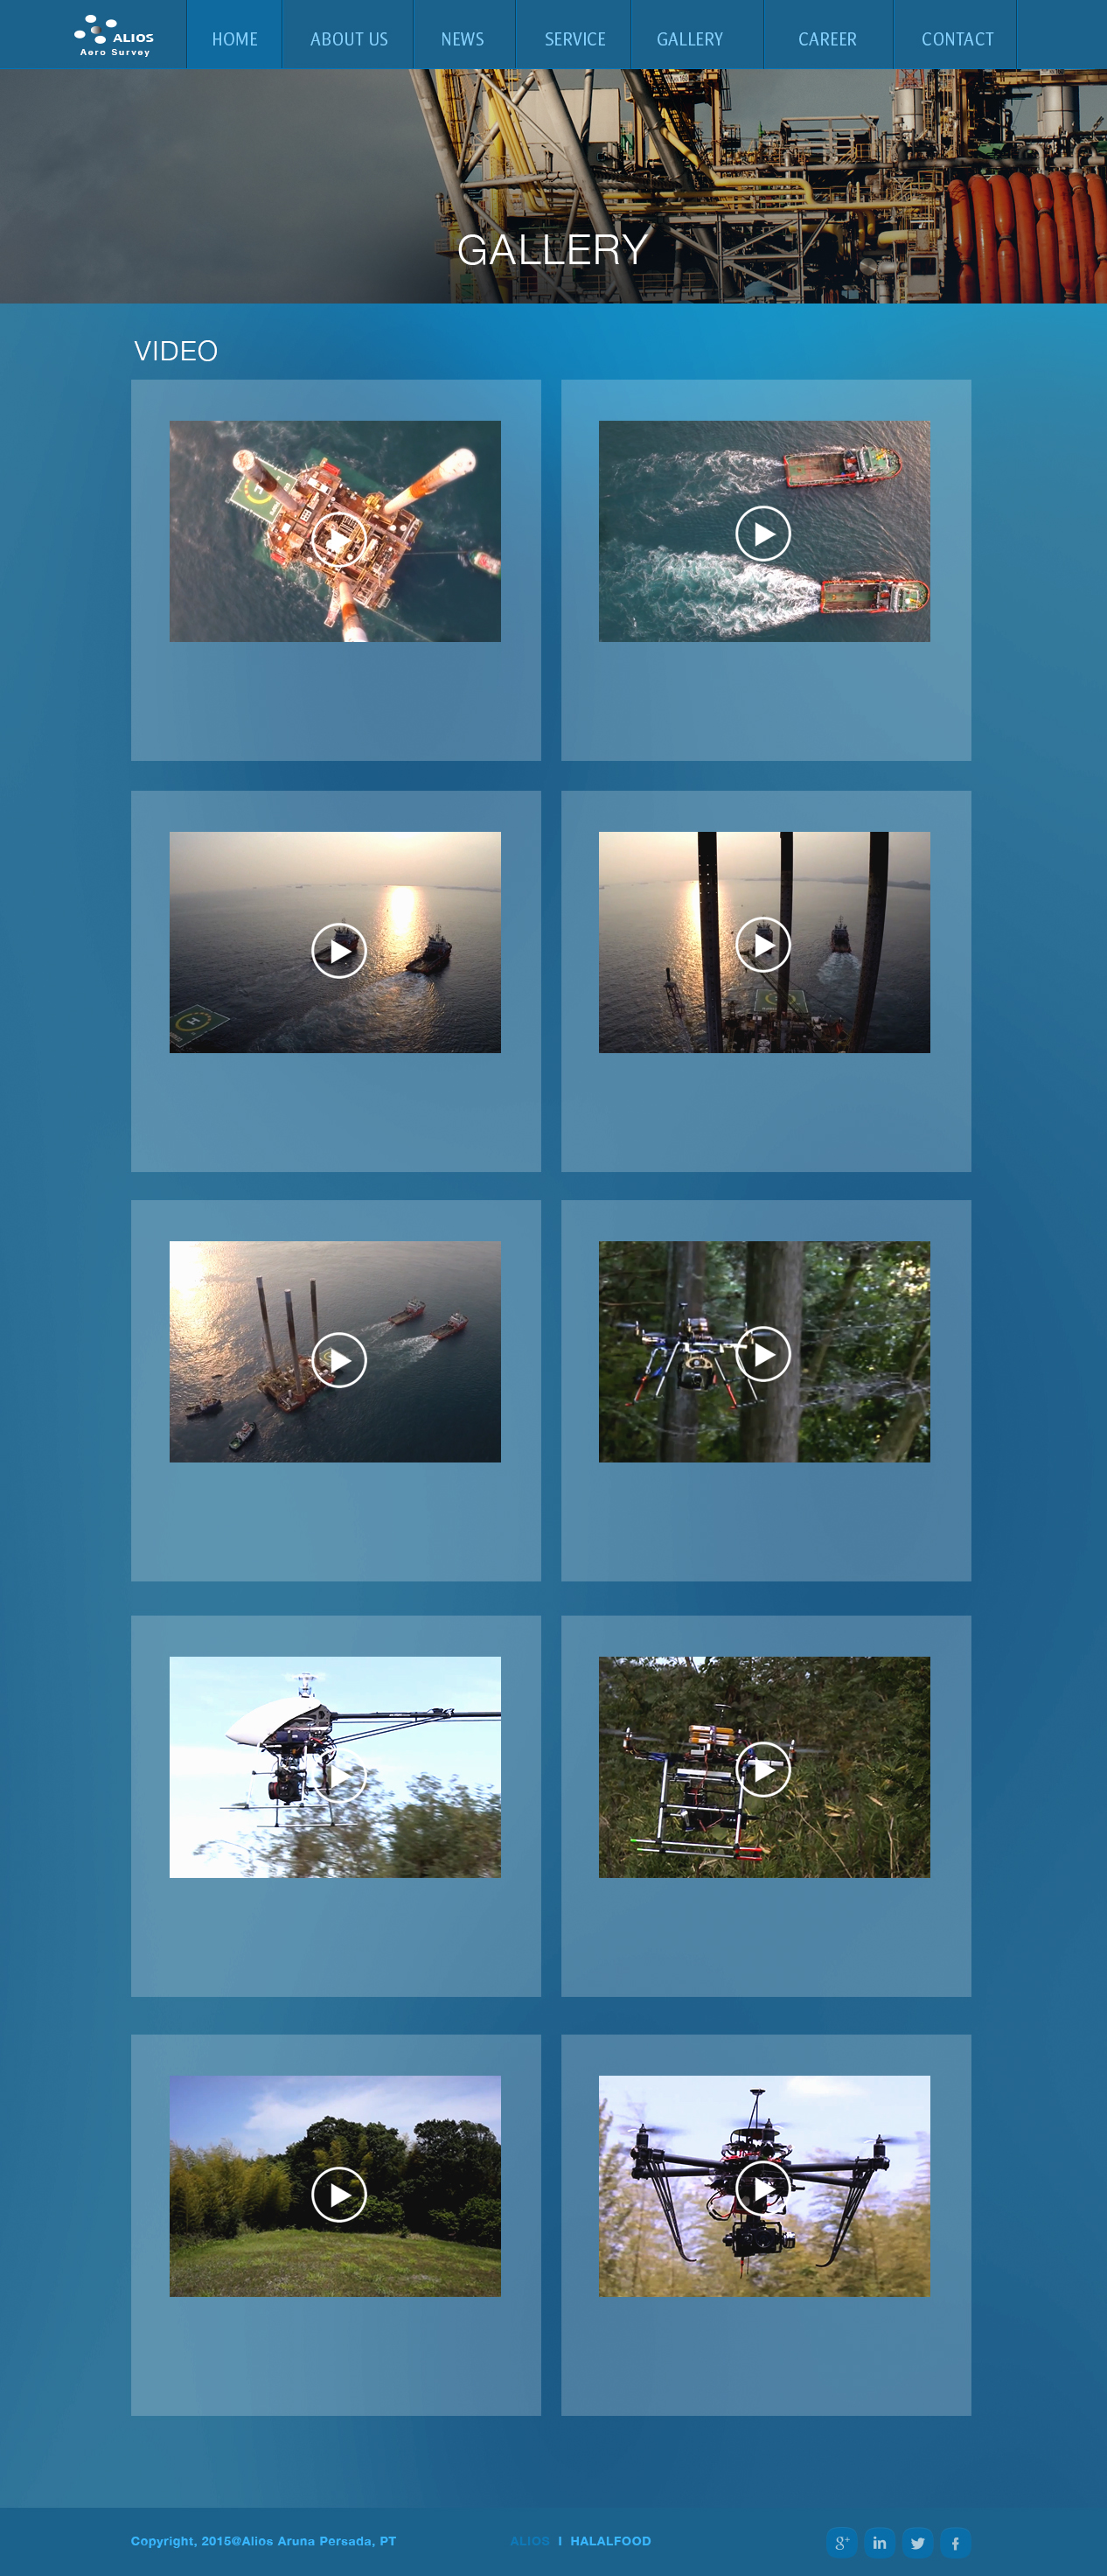 ALIOS
Aero Survey
HOME ABOUT US NEWS SERVICE GALLERY CAREER CONTACT
GALLERY
VIDEO
Copyright, 2015@Alios Aruna Persada, PT
ALIOS I HALALFOOD